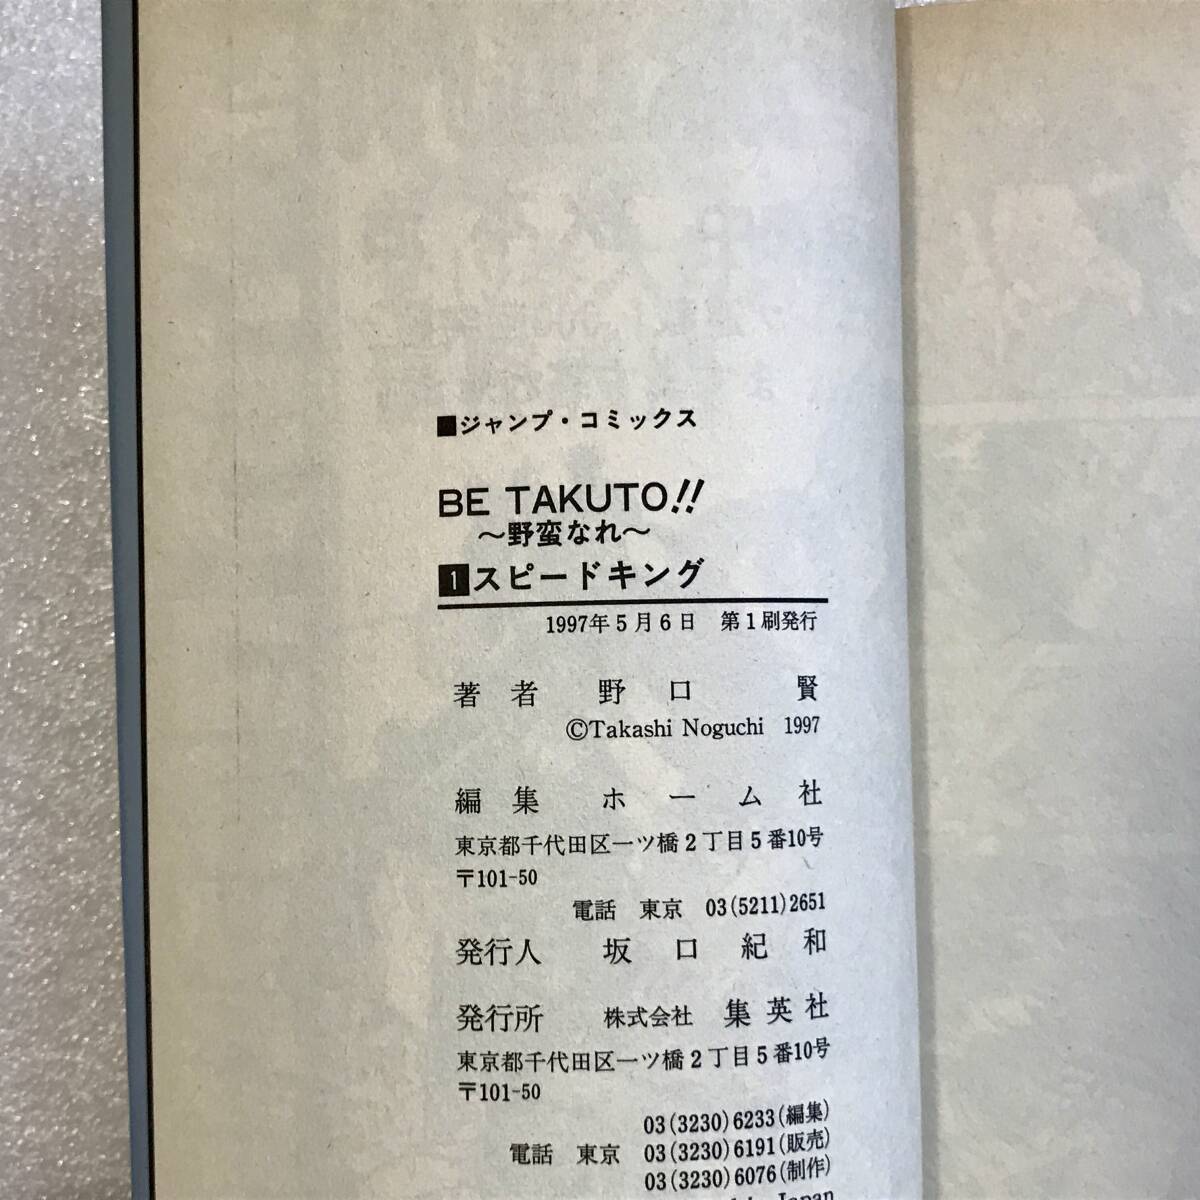 ■ジャンプ・コミックス
BE TAKUTO!!
〜野蛮なれ〜
1 スピードキング
1997年5月6日 第1刷発行
著者 野口 賢
©Takashi Noguchi 1997
編集 ホーム社
東京都千代田区一ツ橋2丁目5番10号
〒101-50
電話 東京 03(5211)2651
発行人 坂口紀和
発行所 株式会社 集英社
東京都千代田区一ツ橋2丁目5番10号
〒101-50
03(3230)6233(編集)
電話 東京 03(3230)6191(販売)
03(3230)6076(制作)
Japan